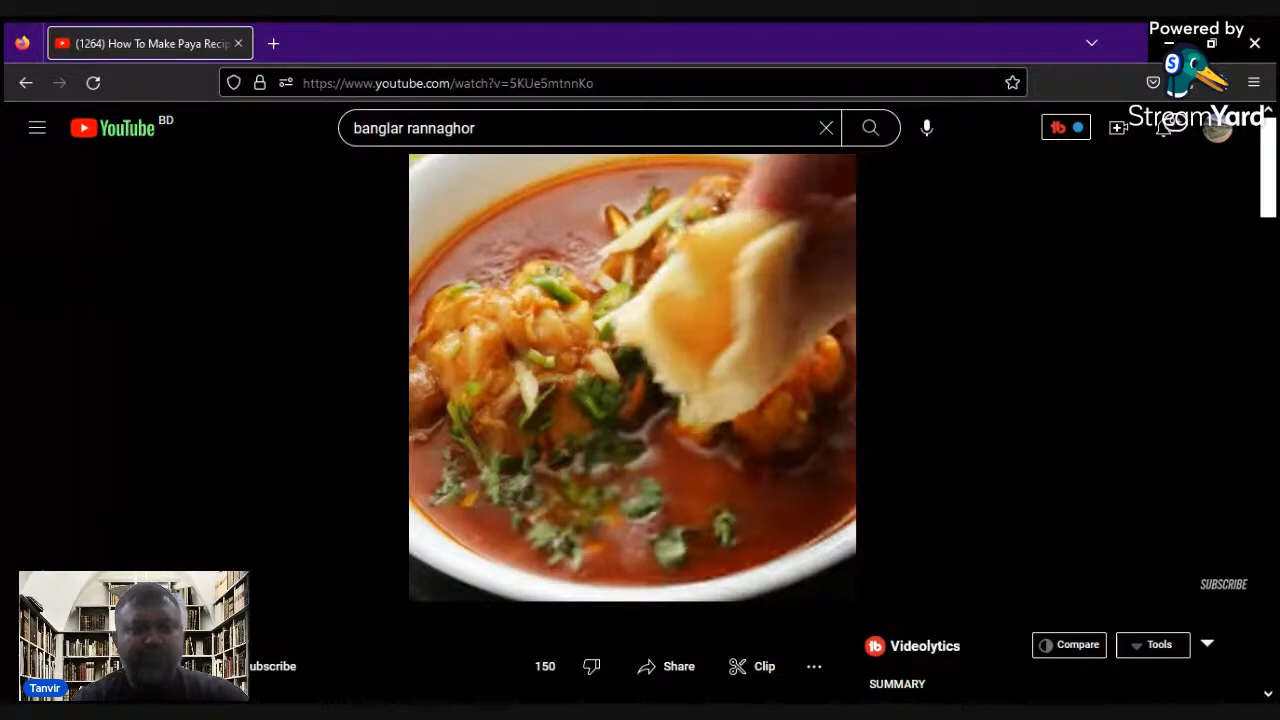 (1264) How To Make Paya Recip
Powered by
StreamYard
https://www.youtube.com/watch?v=5KUe5mtnnKo
YouTube BD
banglar rannaghor
SUBSCRIBE
Tanvir
ubscribe
150
Share
Clip
Videolytics
Compare
Tools
SUMMARY